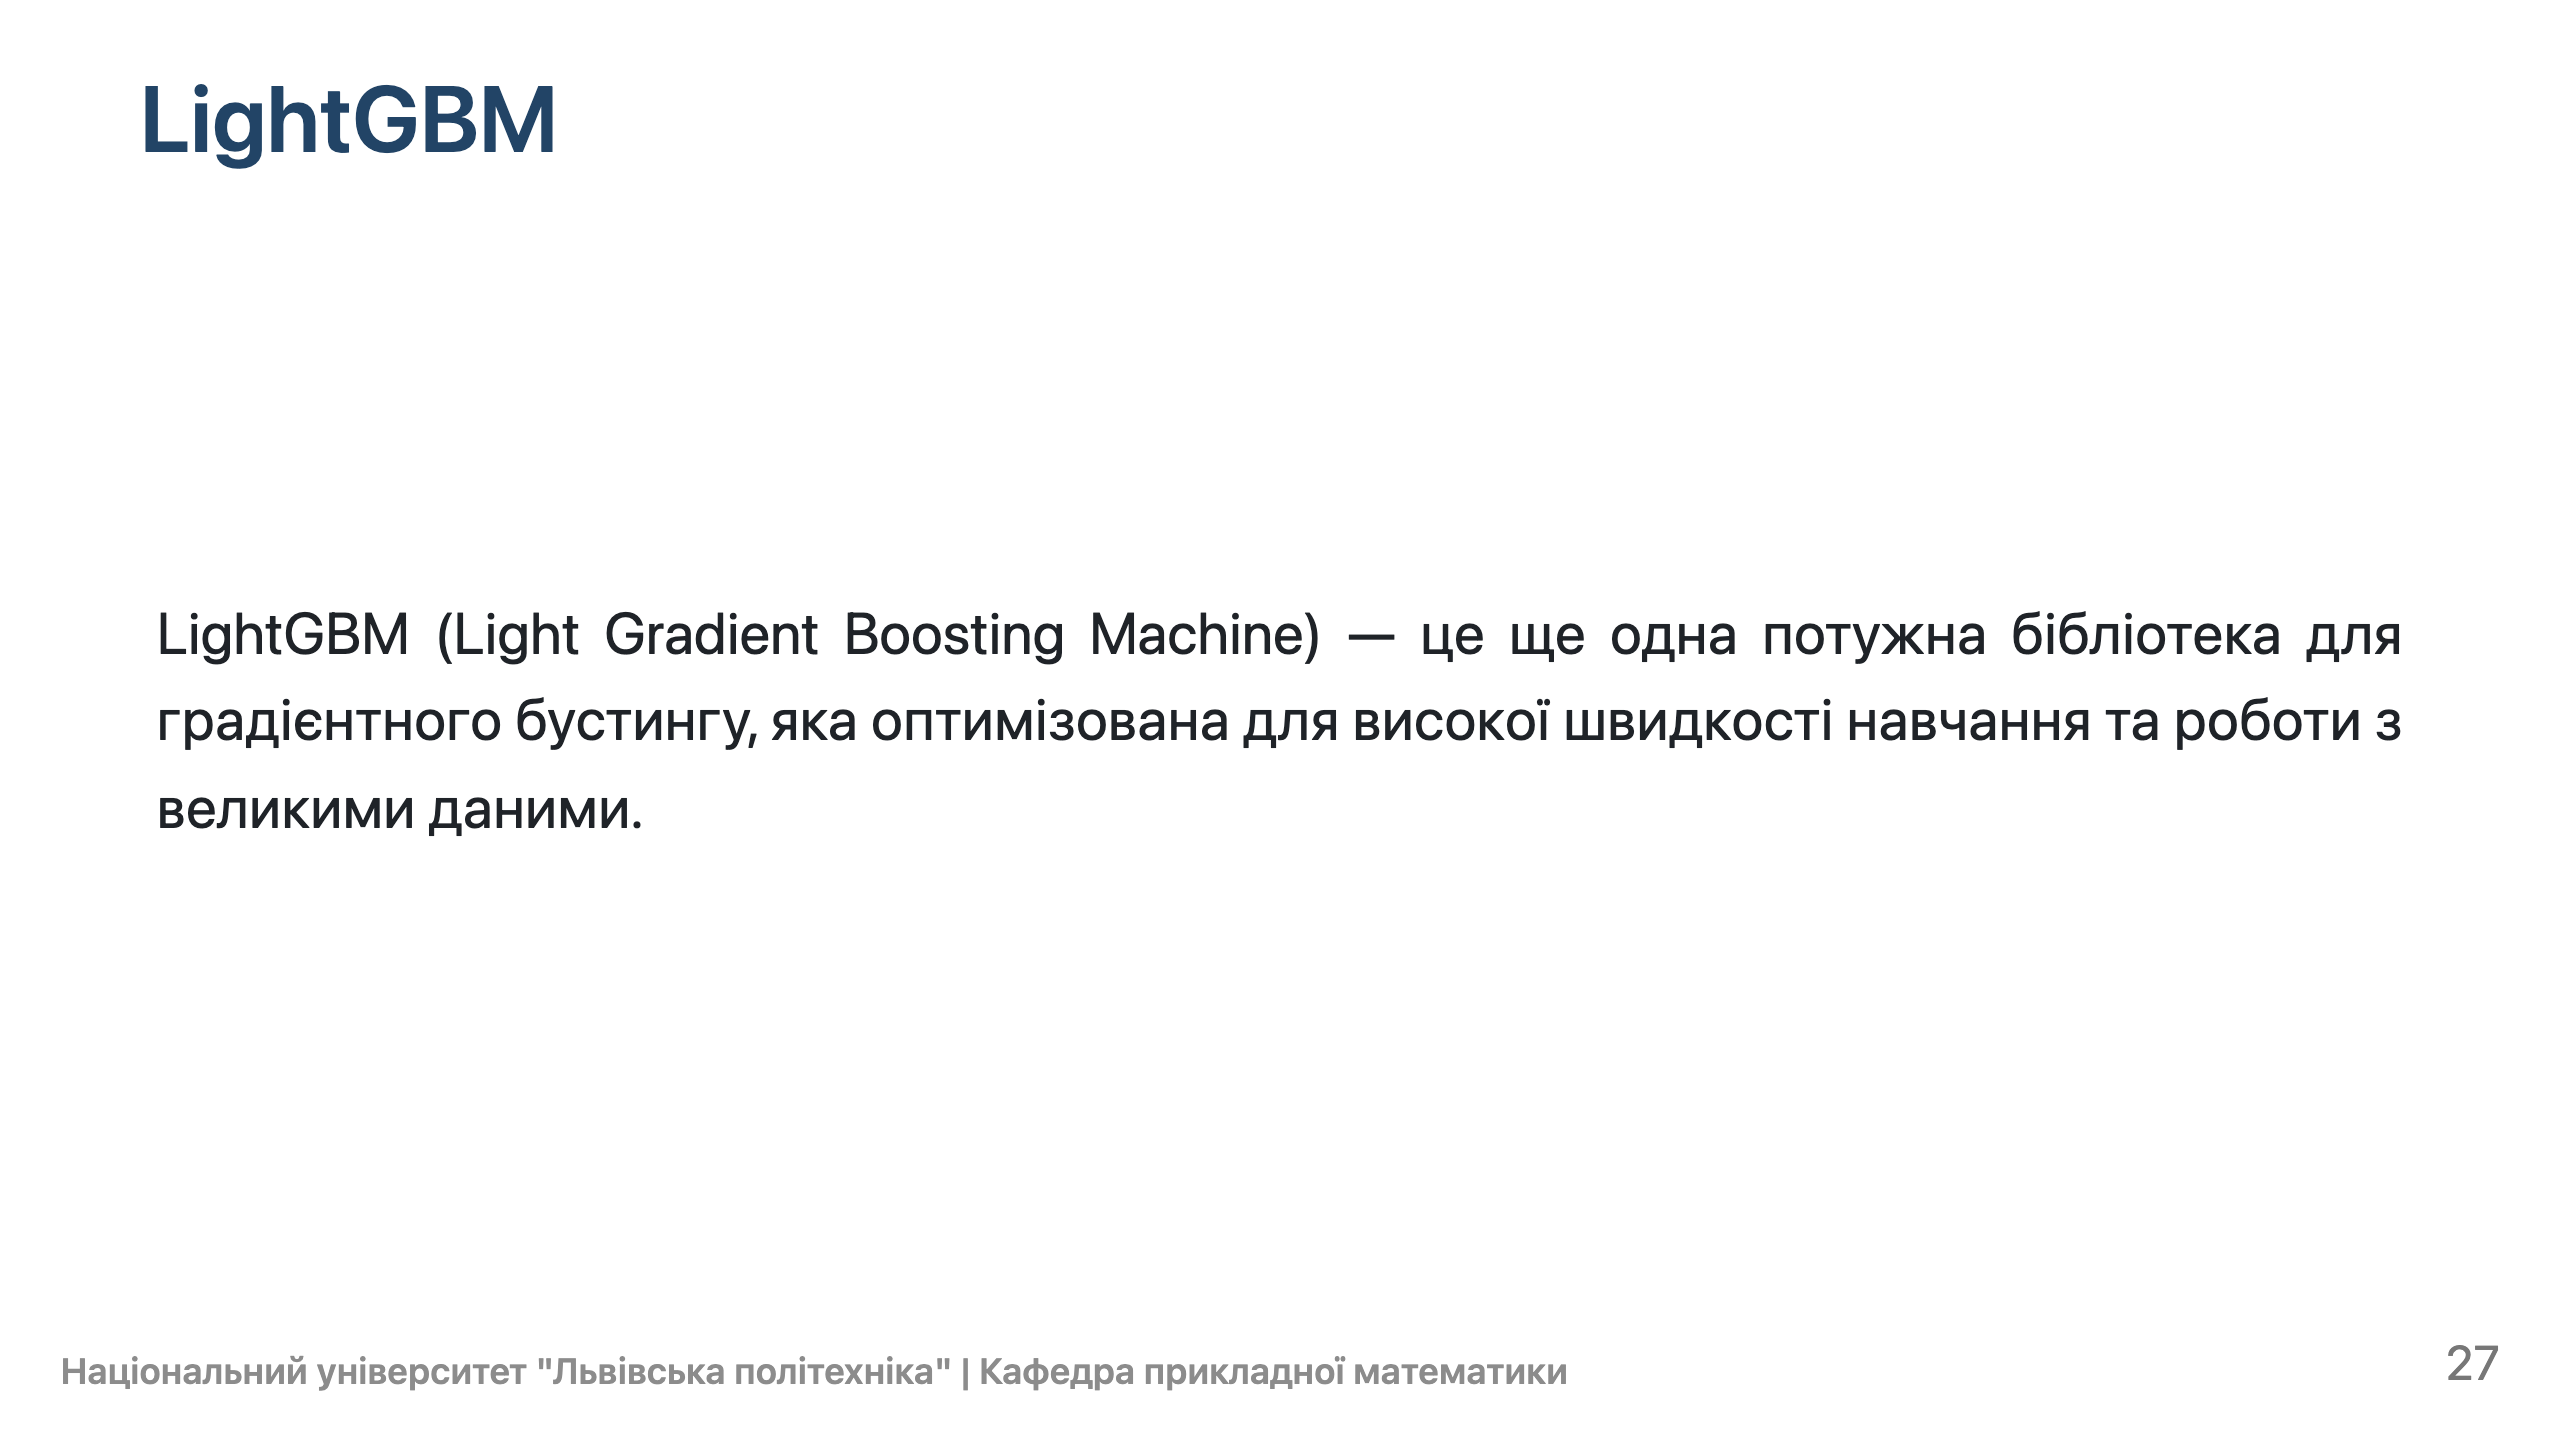 LightGBM
LightGBM (Light Gradient Boosting Machine) — це ще одна потужна бібліотека для
градієнтного бустингу, яка оптимізована для високої швидкості навчання та роботи з
великими даними.
Національний університет "Львівська політехніка" | Кафедра прикладної математики
27